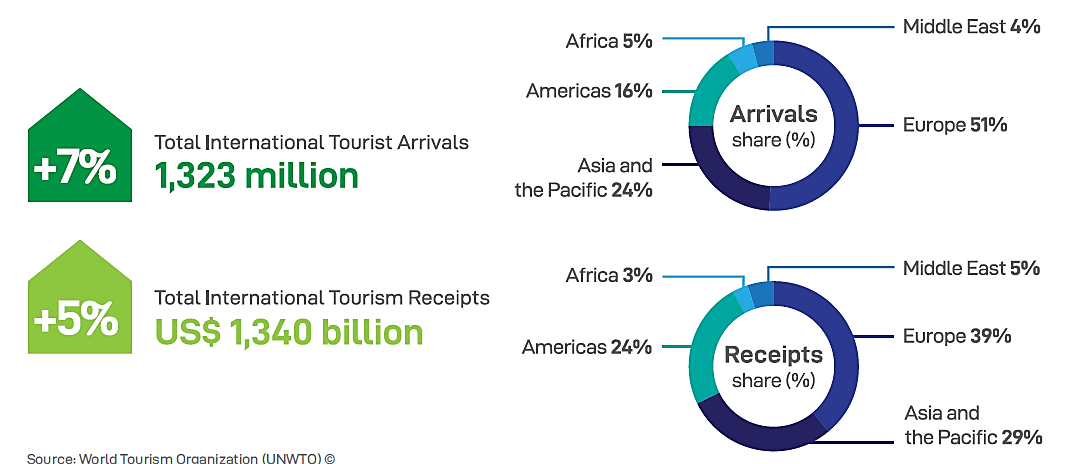 +7%
Total International Tourist Arrivals
1,323 million
+5%
Total International Tourism Receipts
US$ 1,340 billion
Africa 5%
Middle East 4%
Americas 16%
Arrivals
share (%)
Europe 51%
Asia and
the Pacific 24%
Africa 3%
Middle East 5%
Americas 24%
Receipts
share (%)
Europe 39%
Asia and
the Pacific 29%
Source: World Tourism Organization (UNWTO) ©